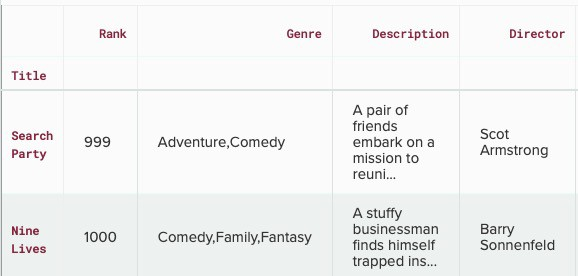 Rank Genre Description Director
Title
Search Party 999 Adventure,Comedy A pair of friends embark on a mission to reuni... Scot Armstrong
Nine Lives 1000 Comedy,Family,Fantasy A stuffy businessman finds himself trapped ins... Barry Sonnenfeld